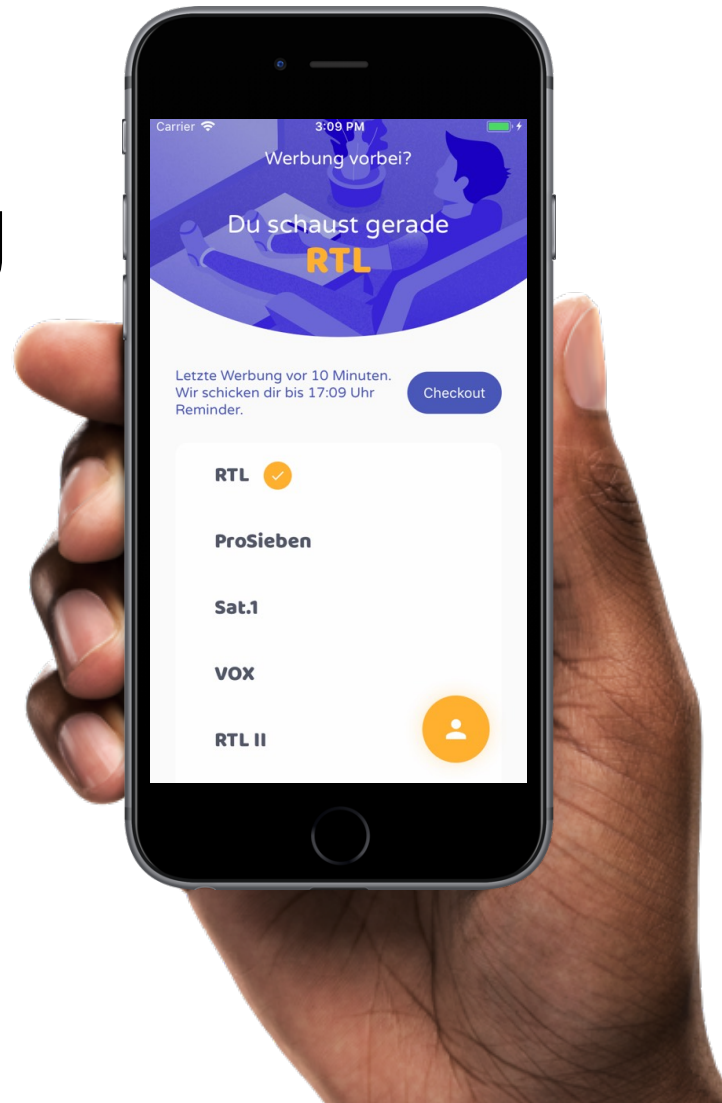 Carrier 3:09 PM
Werbung vorbei?
Du schaust gerade
RTL
Letzte Werbung vor 10 Minuten.
Wir schicken dir bis 17:09 Uhr
Reminder.
Checkout
RTL
ProSieben
Sat.1
VOX
RTL II